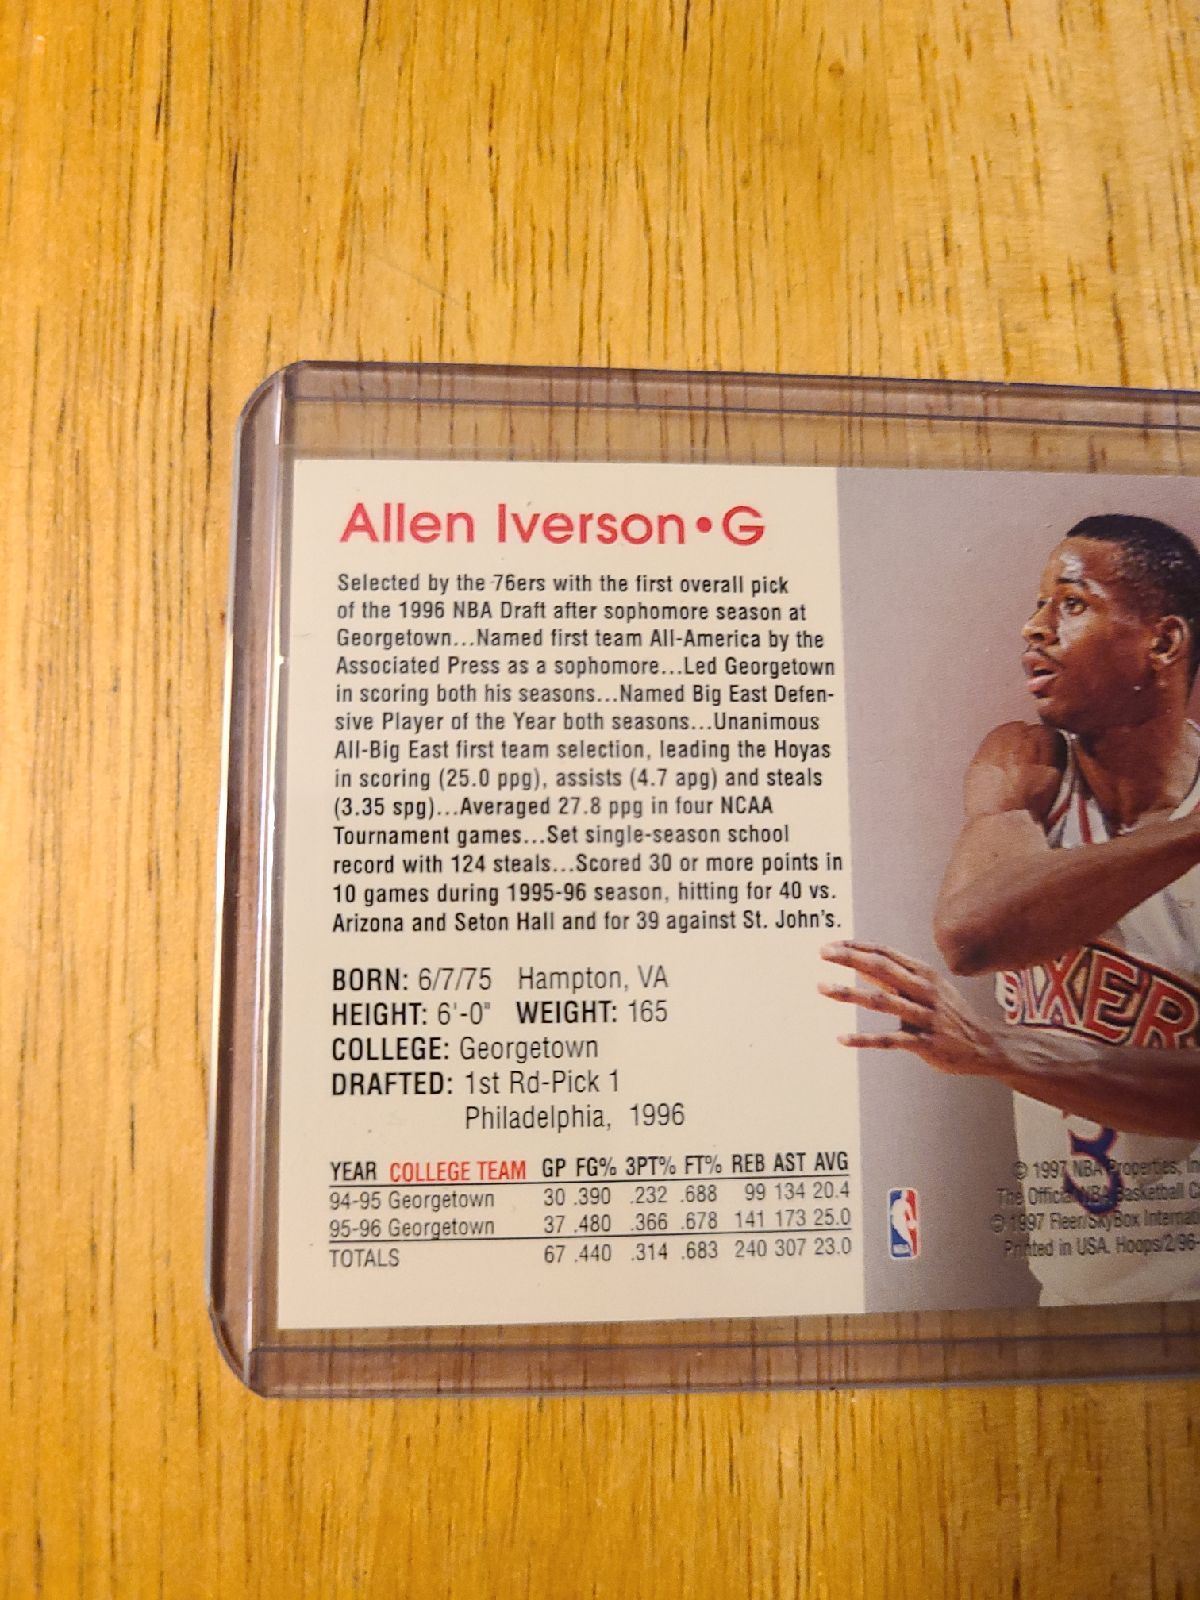 Allen Iverson • G
Selected by the 76ers with the first overall pick
of the 1996 NBA Draft after sophomore season at
Georgetown...Named first team All-America by the
Associated Press as a sophomore...Led Georgetown
in scoring both his seasons...Named Big East Defen-
sive Player of the Year both seasons...Unanimous
All-Big East first team selection, leading the Hoyas
in scoring (25.0 ppg), assists (4.7 apg) and steals
(3.35 spg)...Averaged 27.8 ppg in four NCAA
Tournament games...Set single-season school
record with 124 steals...Scored 30 or more points in
10 games during 1995-96 season, hitting for 40 vs.
Arizona and Seton Hall and for 39 against St. John's.
BORN: 6/7/75 Hampton, VA
HEIGHT: 6'-0" WEIGHT: 165
COLLEGE: Georgetown
DRAFTED: 1st Rd-Pick 1
Philadelphia, 1996
YEAR COLLEGE TEAM GP FG% 3PT% FT% REB AST AVG
94-95 Georgetown 30 .390 .232 .688 99 134 20.4
95-96 Georgetown 37 .480 .366 .678 141 173 25.0
TOTALS 67 .440 .314 .683 240 307 23.0
SIXER
3
NBA
© 1997 NBA Properties, In
The Official NBA Basketball C
© 1997 Fleer/SkyBox Internati
Printed in USA. Hoops/2/96-